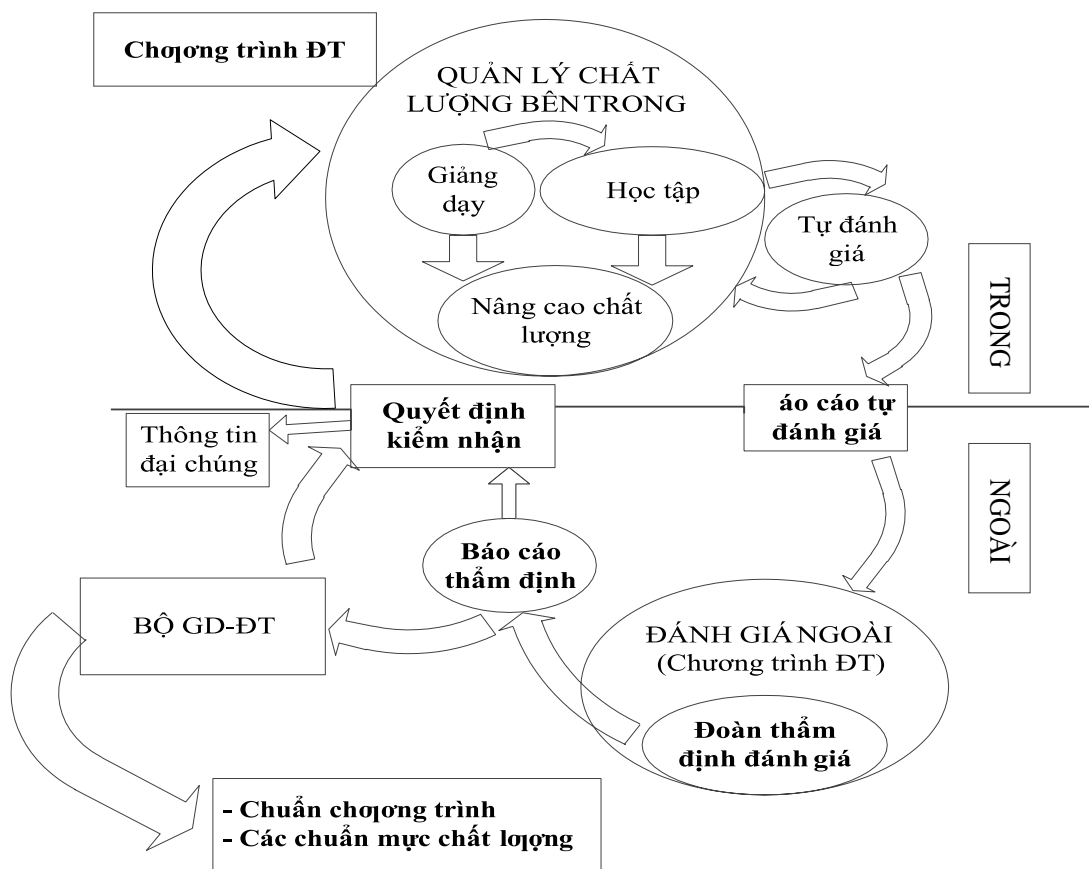 Chơương trình ĐT
QUẢN LÝ CHẤT
LƯỢNG BÊN TRONG
Giảng
dạy
Học tập
Tự đánh
giá
Nâng cao chất
lượng
TRONG
Quyết định
kiểm nhận
áo cáo tự
đánh giá
Thông tin
đại chúng
NGOÀI
Báo cáo
thẩm định
BỘ GD-ĐT
ĐÁNH GIÁ NGOÀI
(Chương trình ĐT)
Đoàn thẩm
định đánh giá
- Chuẩn chơương trình
- Các chuẩn mực chất lơợng